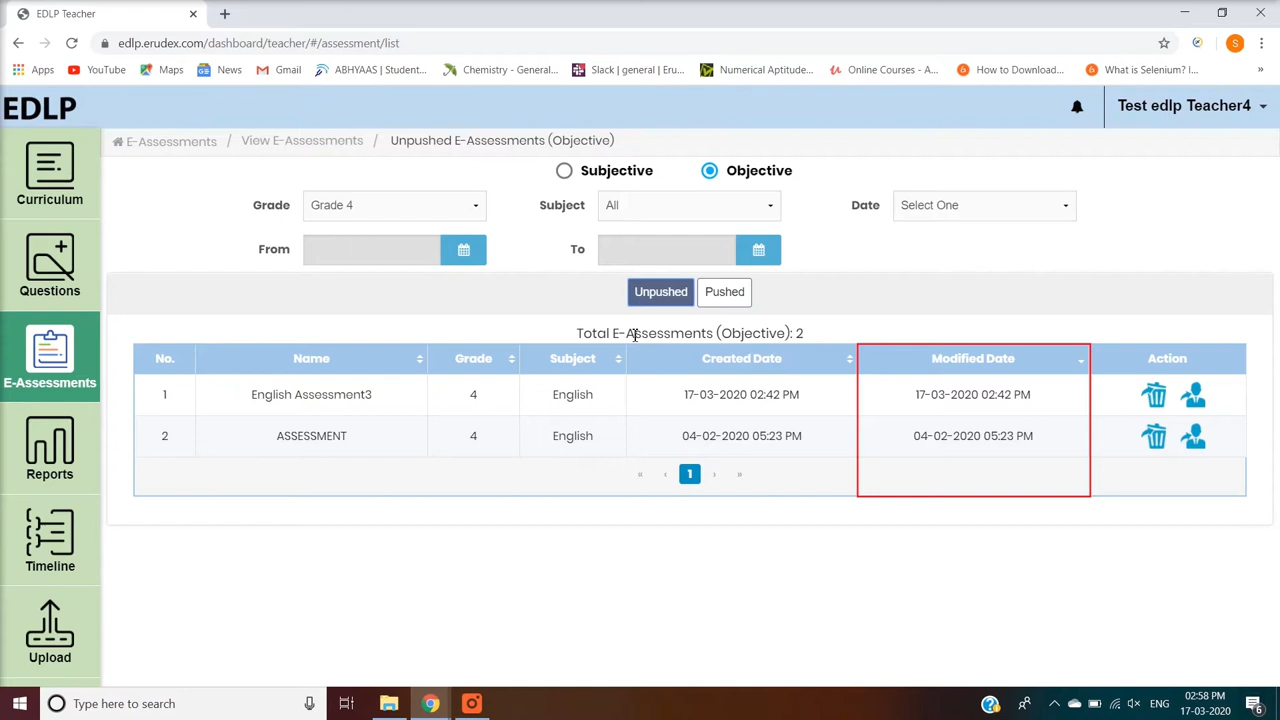 EDLP Teacher
edlp.erudex.com/dashboard/teacher/#/assessment/list
S
Apps YouTube Maps News Gmail ABHYAAS | Student... Chemistry - General... Slack | general | Eru... Numerical Aptitude... Online Courses - A... How to Download... What is Selenium? I... »
EDLP
Test edlp Teacher4
E-Assessments / View E-Assessments / Unpushed E-Assessments (Objective)
Subjective Objective
Grade Grade 4 Subject All Date Select One
From To
Unpushed Pushed
Total E-Assessments (Objective): 2
No. Name Grade Subject Created Date Modified Date Action
1 English Assessment3 4 English 17-03-2020 02:42 PM 17-03-2020 02:42 PM
2 ASSESSMENT 4 English 04-02-2020 05:23 PM 04-02-2020 05:23 PM
« ‹ 1 › »
Curriculum
Questions
E-Assessments
Reports
Timeline
Upload
Type here to search
ENG
02:58 PM
17-03-2020
6